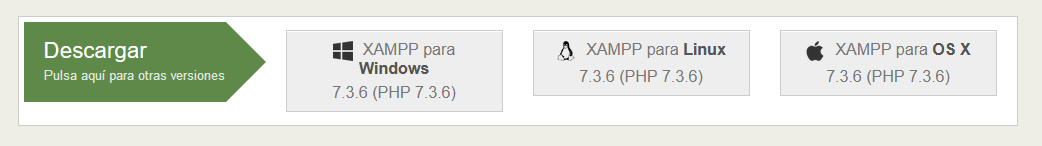 Descargar
Pulsa aquí para otras versiones
XAMPP para
Windows
7.3.6 (PHP 7.3.6)
XAMPP para Linux
7.3.6 (PHP 7.3.6)
XAMPP para OS X
7.3.6 (PHP 7.3.6)